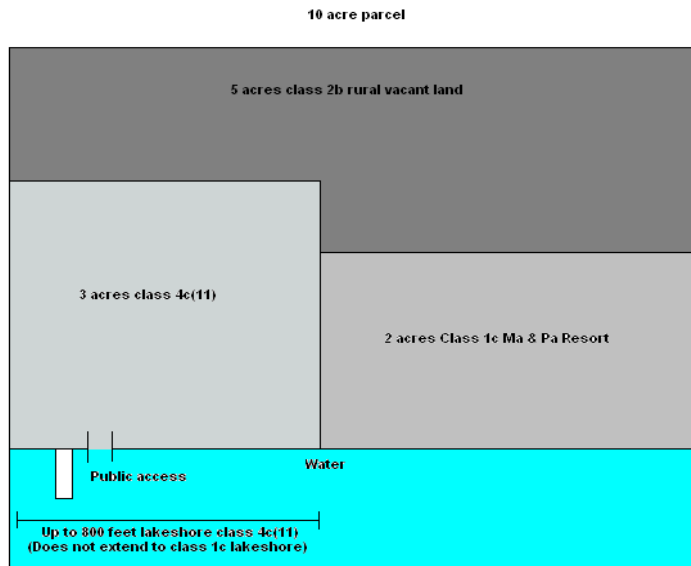 10 acre parcel
5 acres class 2b rural vacant land
3 acres class 4c(11)
2 acres Class 1c Ma & Pa Resort
Water
Public access
Up to 800 feet lakeshore class 4c(11)
(Does not extend to class 1c lakeshore)